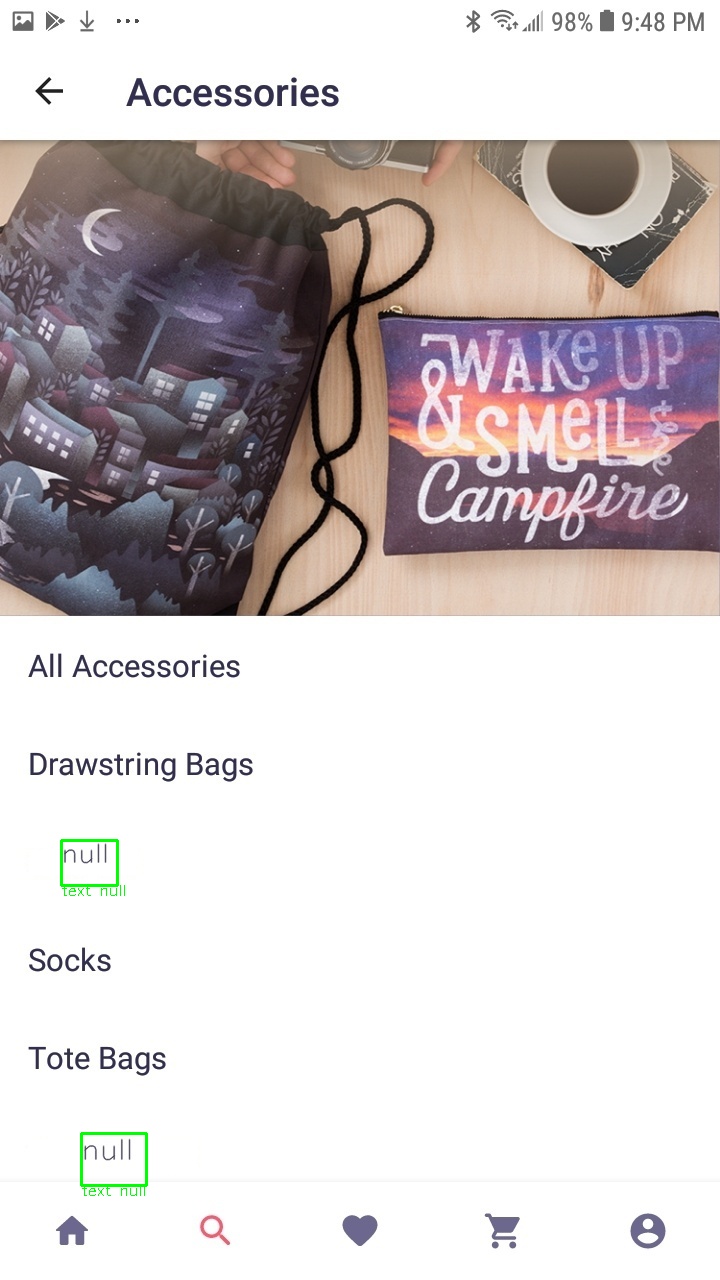 98% 9:48 PM
Accessories
WAKE UP
& SMELL the
Campfire
All Accessories
Drawstring Bags
null
text null
Socks
Tote Bags
null
text null